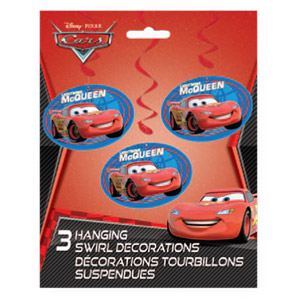 Disney · PIXAR
Cars
McQUEEN
McQUEEN
McQUEEN
3 HANGING
SWIRL DECORATIONS
DÉCORATIONS TOURBILLONS
SUSPENDUES